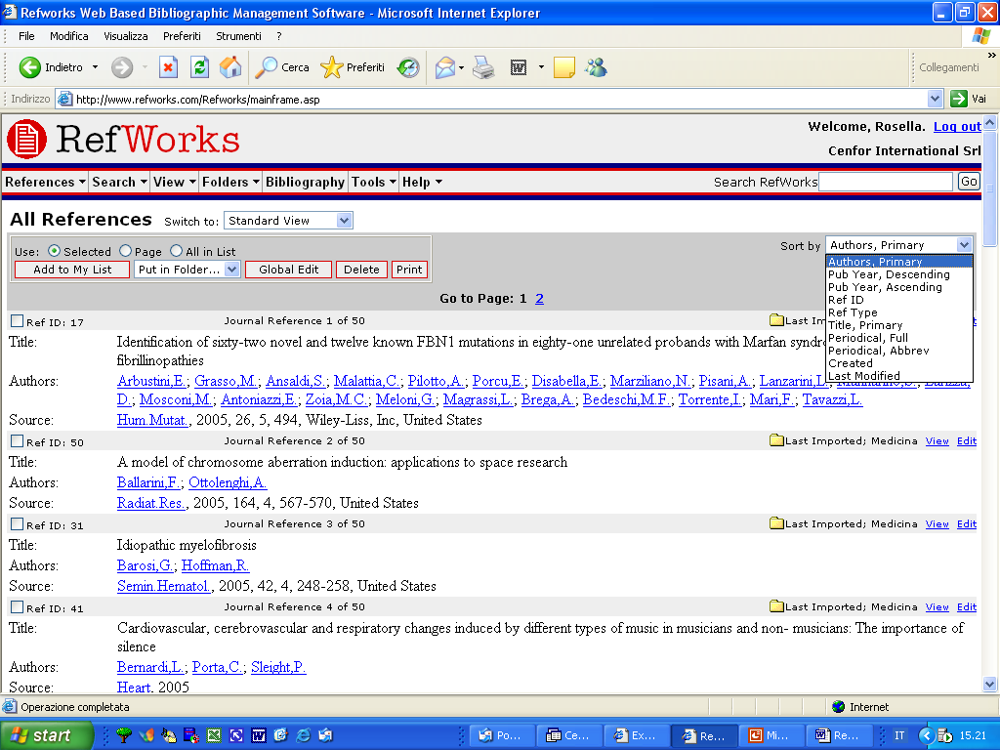 Refworks Web Based Bibliographic Management Software - Microsoft Internet Explorer
File Modifica Visualizza Preferiti Strumenti ?
Indietro Cerca Preferiti Collegamenti »
Indirizzo http://www.refworks.com/Refworks/mainframe.asp Vai
RefWorks
Welcome, Rosella. Log out
Cenfor International Srl
References Search View Folders Bibliography Tools Help Search RefWorks Go
All References Switch to: Standard View
Use: Selected Page All in List
Sort by Authors, Primary
Add to My List Put in Folder... Global Edit Delete Print
Authors, Primary
Pub Year, Descending
Pub Year, Ascending
Ref ID
Ref Type
Title, Primary
Periodical, Full
Periodical, Abbrev
Created
Last Modified
Go to Page: 1 2
Ref ID: 17 Journal Reference 1 of 50 Last Im
Title: Identification of sixty-two novel and twelve known FBN1 mutations in eighty-one unrelated probands with Marfan
fibrillinopathies
Authors: Arbustini,E.; Grasso,M.; Ansaldi,S.; Malattia,C.; Pilotto,A.; Porcu,E.; Disabella,E.; Marziliano,N.; Pisani,A.; Lanzarini,L.
D.; Mosconi,M.; Antoniazzi,E.; Zoia,M.C.; Meloni,G.; Magrassi,L.; Brega,A.; Bedeschi,M.F.; Torrente,I.; Mari,F.; Tavazzi,L.
Source: Hum.Mutat., 2005, 26, 5, 494, Wiley-Liss, Inc, United States
Ref ID: 50 Journal Reference 2 of 50 Last Imported; Medicina View Edit
Title: A model of chromosome aberration induction: applications to space research
Authors: Ballarini,F.; Ottolenghi,A.
Source: Radiat.Res., 2005, 164, 4, 567-570, United States
Ref ID: 31 Journal Reference 3 of 50 Last Imported; Medicina View Edit
Title: Idiopathic myelofibrosis
Authors: Barosi,G.; Hoffman,R.
Source: Semin.Hematol., 2005, 42, 4, 248-258, United States
Ref ID: 41 Journal Reference 4 of 50 Last Imported; Medicina View Edit
Title: Cardiovascular, cerebrovascular and respiratory changes induced by different types of music in musicians and non- musicians: The importance of
silence
Authors: Bernardi,L.; Porta,C.; Sleight,P.
Source: Heart, 2005
Operazione completata Internet
start Po... Ce... Ex... Re... Mi... Re... IT 15.21